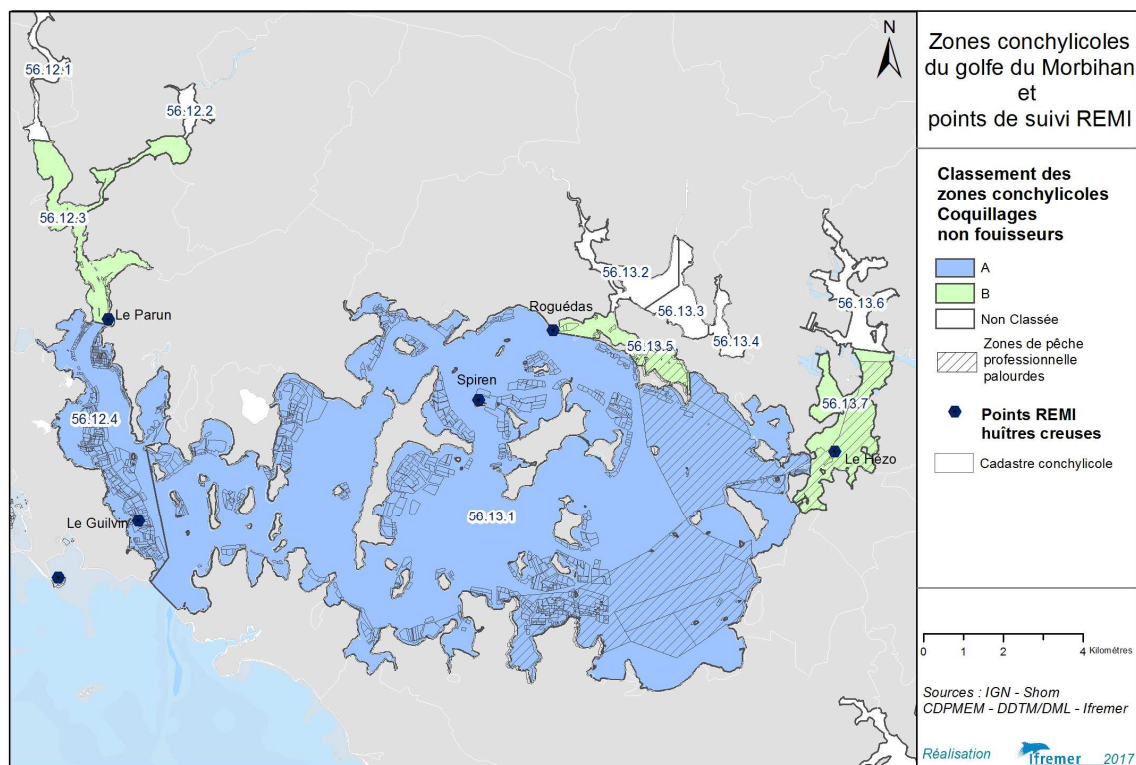 Zones conchylicoles
du golfe du Morbihan
et
points de suivi REMI
Classement des
zones conchylicoles
Coquillages
non fouisseurs
A
B
Non Classée
Zones de pêche
professionnelle
palourdes
Points REMI
huîtres creuses
Cadastre conchylicole
0 1 2 4 Kilomètres
Sources : IGN - Shom
CDPMEM - DDTM/DML - Ifremer
Réalisation Ifremer 2017
N
56.12.1
56.12.2
56.12.3
Le Parun
56.12.4
Le Guilvin
Roguédas
Spiren
56.13.1
56.13.2
56.13.3
56.13.4
56.13.5
56.13.6
56.13.7
Le Hézo